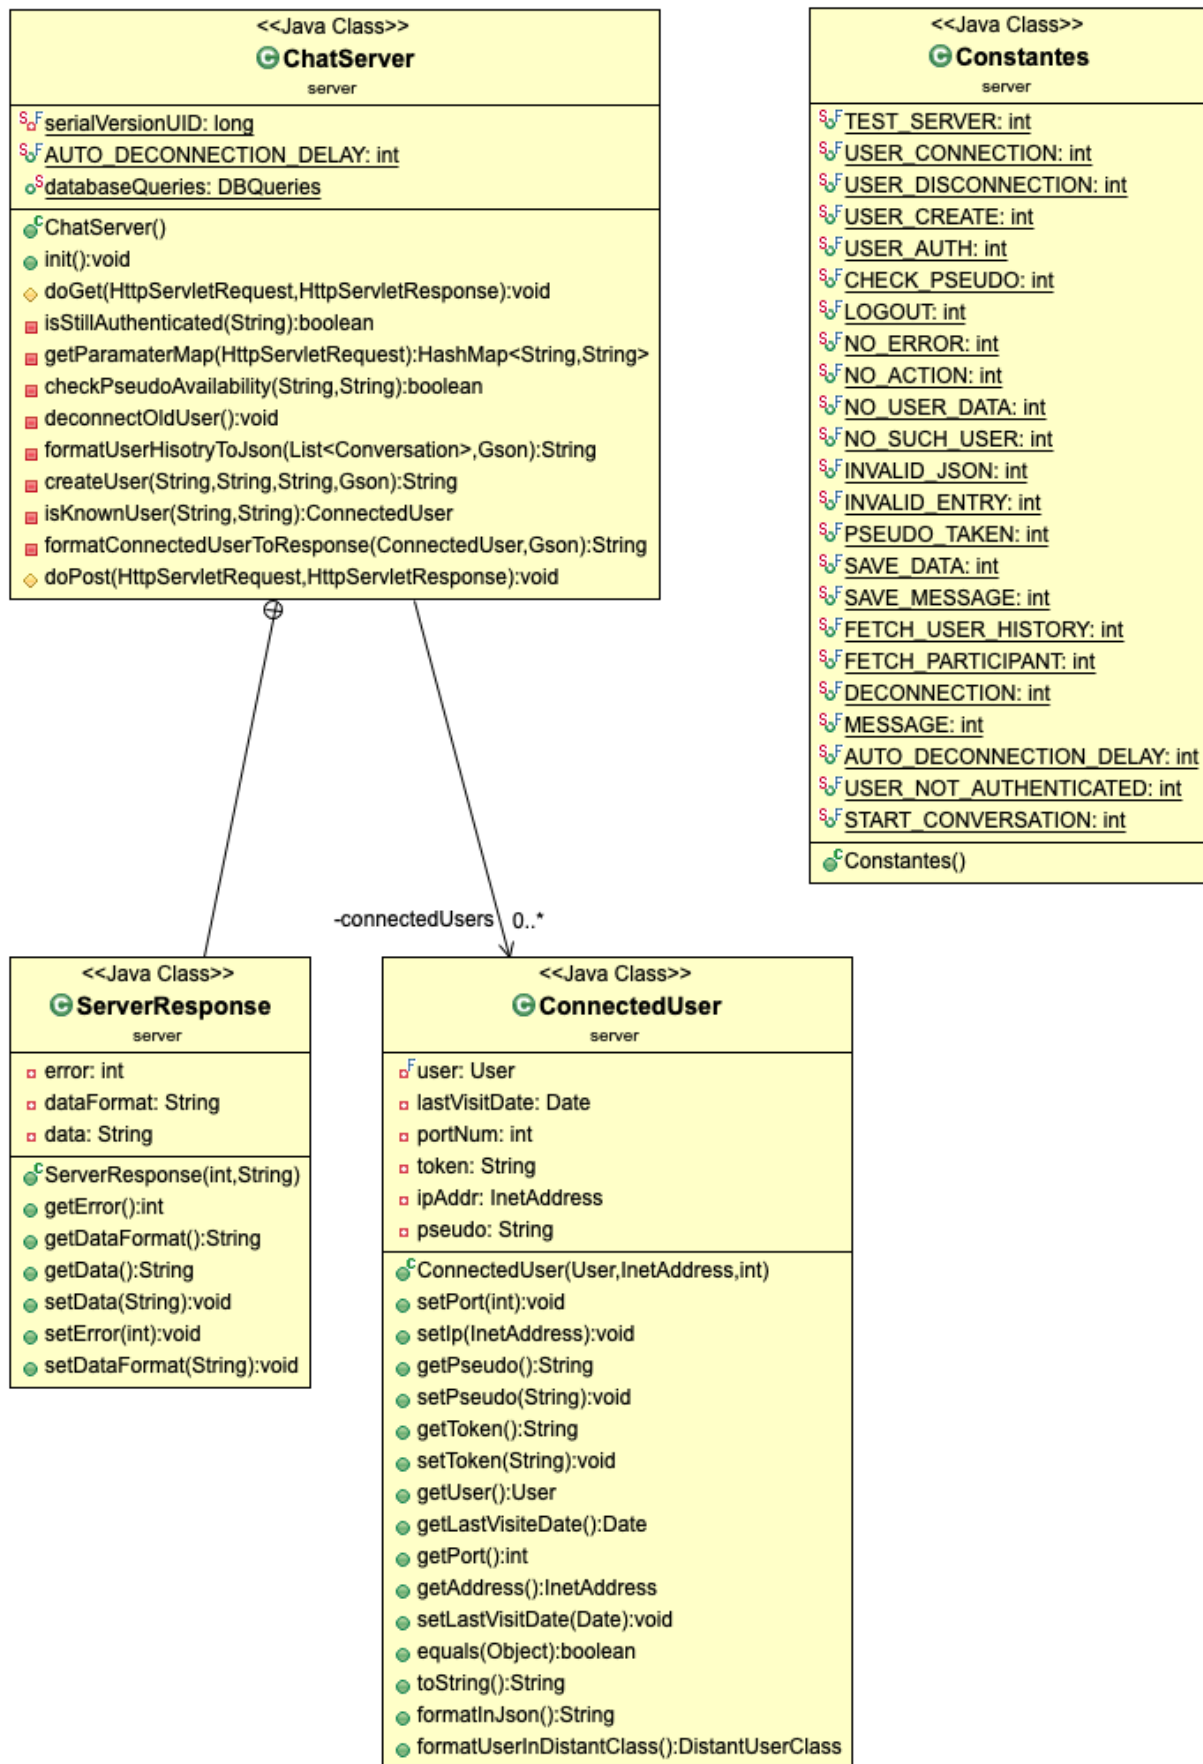 <<Java Class>>
ChatServer
server
serialVersionUID: long
AUTO_DECONNECTION_DELAY: int
databaseQueries: DBQueries
ChatServer()
init():void
doGet(HttpServletRequest,HttpServletResponse):void
isStillAuthenticated(String):boolean
getParamaterMap(HttpServletRequest):HashMap<String,String>
checkPseudoAvailability(String,String):boolean
deconnectOldUser():void
formatUserHisotryToJson(List<Conversation>,Gson):String
createUser(String,String,String,Gson):String
isKnownUser(String,String):ConnectedUser
formatConnectedUserToResponse(ConnectedUser,Gson):String
doPost(HttpServletRequest,HttpServletResponse):void
<<Java Class>>
Constantes
server
TEST_SERVER: int
USER_CONNECTION: int
USER_DISCONNECTION: int
USER_CREATE: int
USER_AUTH: int
CHECK_PSEUDO: int
LOGOUT: int
NO_ERROR: int
NO_ACTION: int
NO_USER_DATA: int
NO_SUCH_USER: int
INVALID_JSON: int
INVALID_ENTRY: int
PSEUDO_TAKEN: int
SAVE_DATA: int
SAVE_MESSAGE: int
FETCH_USER_HISTORY: int
FETCH_PARTICIPANT: int
DECONNECTION: int
MESSAGE: int
AUTO_DECONNECTION_DELAY: int
USER_NOT_AUTHENTICATED: int
START_CONVERSATION: int
Constantes()
-connectedUsers 0..*
<<Java Class>>
ServerResponse
server
error: int
dataFormat: String
data: String
ServerResponse(int,String)
getError():int
getDataFormat():String
getData():String
setData(String):void
setError(int):void
setDataFormat(String):void
<<Java Class>>
ConnectedUser
server
user: User
lastVisitDate: Date
portNum: int
token: String
ipAddr: InetAddress
pseudo: String
ConnectedUser(User,InetAddress,int)
setPort(int):void
setIp(InetAddress):void
getPseudo():String
setPseudo(String):void
getToken():String
setToken(String):void
getUser():User
getLastVisiteDate():Date
getPort():int
getAddress():InetAddress
setLastVisitDate(Date):void
equals(Object):boolean
toString():String
formatInJson():String
formatUserInDistantClass():DistantUserClass